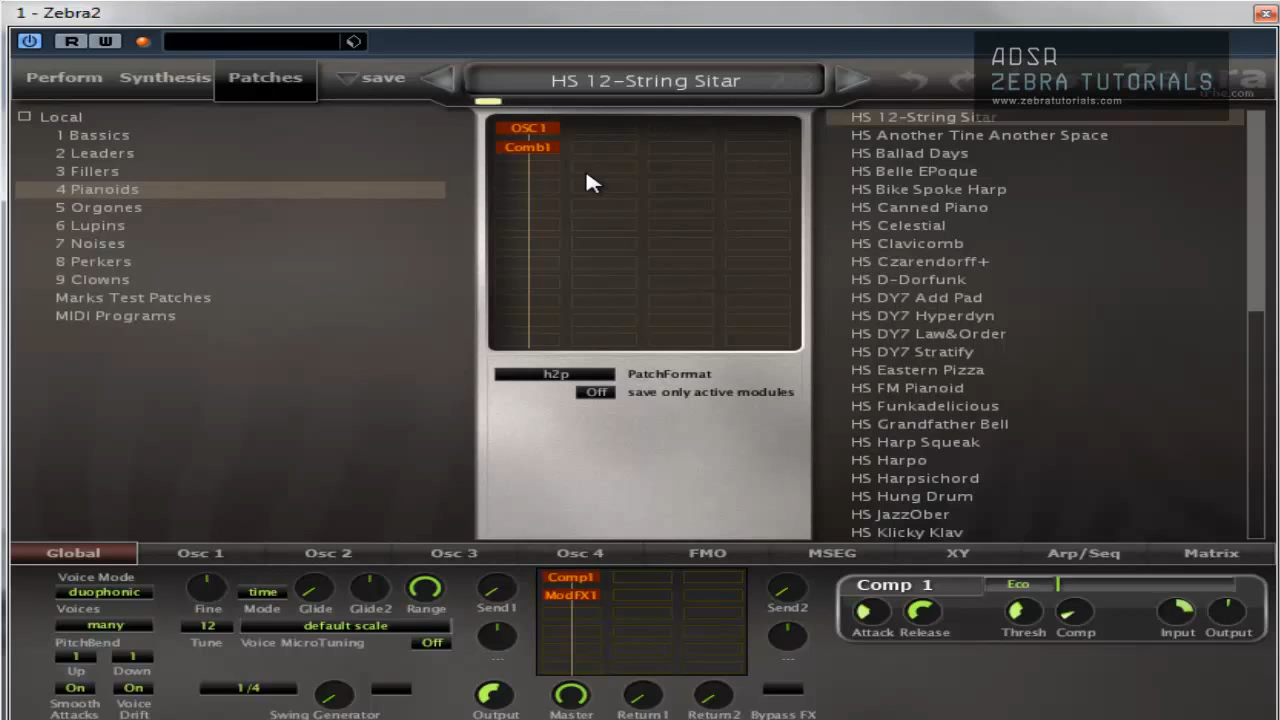 1 - Zebra2
R W
ADSR
ZEBRA TUTORIALS
www.zebratutorials.com
Perform Synthesis Patches save HS 12-String Sitar
Local
1 Bassics
2 Leaders
3 Fillers
4 Pianoids
5 Orgones
6 Lupins
7 Noises
8 Perkers
9 Clowns
Marks Test Patches
MIDI Programs
OSC1
Comb1
h2p PatchFormat
Off save only active modules
HS 12-String Sitar
HS Another Tine Another Space
HS Ballad Days
HS Belle EPoque
HS Bike Spoke Harp
HS Canned Piano
HS Celestial
HS Clavicomb
HS Czarendorff+
HS D-Dorfunk
HS DY7 Add Pad
HS DY7 Hyperdyn
HS DY7 Law&Order
HS DY7 Stratify
HS Eastern Pizza
HS FM Pianoid
HS Funkadelicious
HS Grandfather Bell
HS Harp Squeak
HS Harpo
HS Harpsichord
HS Hung Drum
HS JazzOber
HS Klicky Klav
Global Osc 1 Osc 2 Osc 3 Osc 4 FMO MSEG XY Arp/Seq Matrix
Voice Mode
duophonic
Voices
many
PitchBend
1 1
Up Down
On On
Smooth Attacks
Voice Drift
Fine
time
Mode Glide Glide2 Range
12 default scale
Tune Voice MicroTuning Off
1/4
Swing Generator
Send1
---
Output
Comp1
ModFX1
Master Return1 Return2 Bypass FX
Send2
---
Comp 1 Eco
Attack Release Thresh Comp Input Output